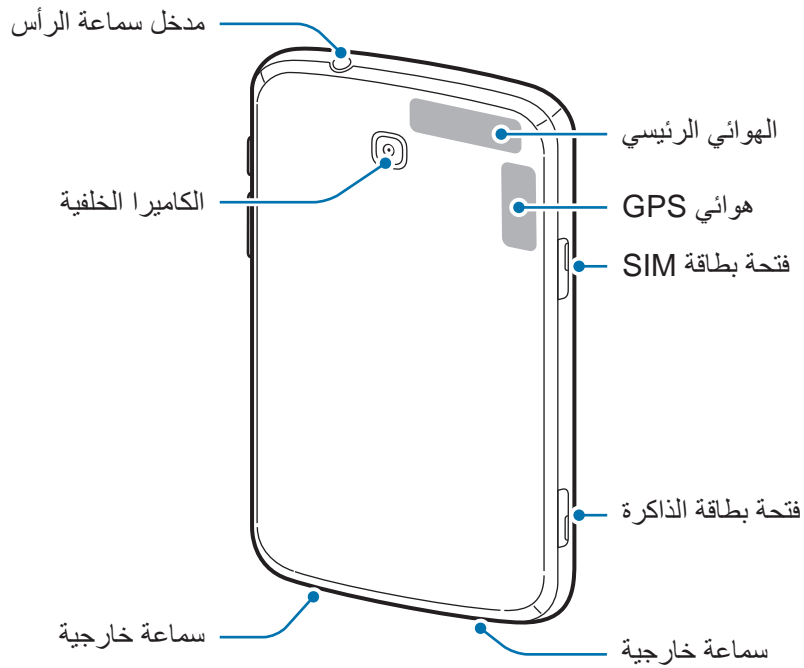 مدخل سماعة الرأس
الهوائي الرئيسي
الكاميرا الخلفية
هوائي GPS
فتحة بطاقة SIM
فتحة بطاقة الذاكرة
سماعة خارجية
سماعة خارجية